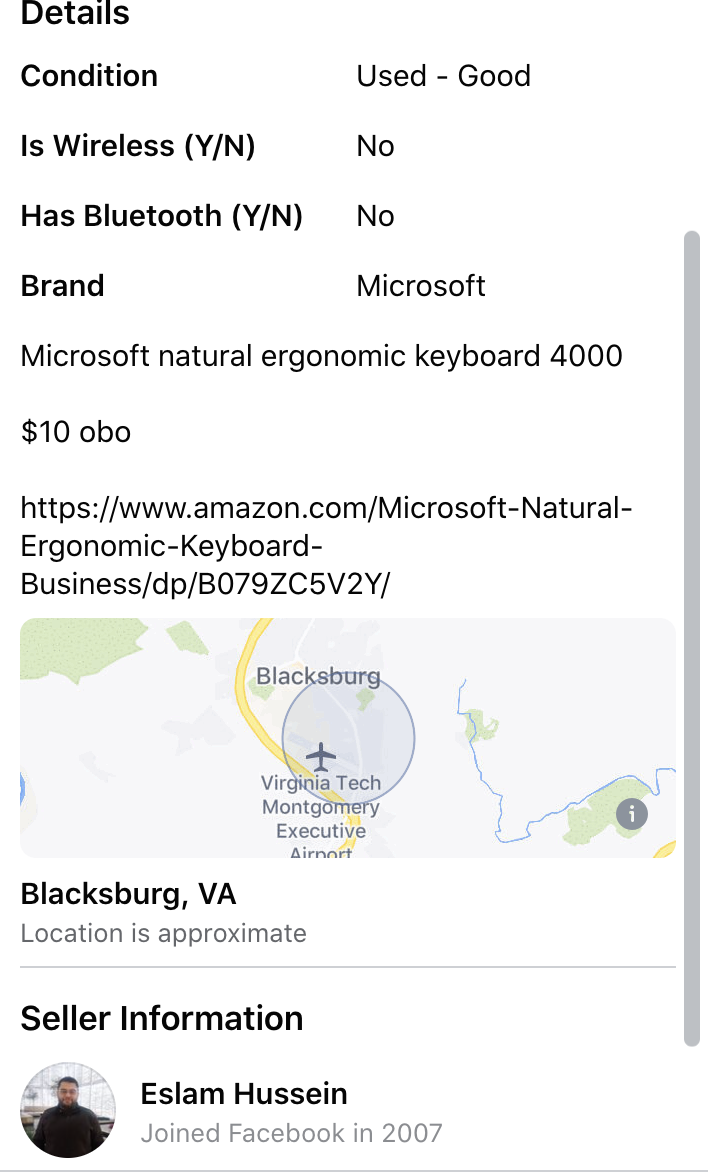 Details
Condition Used - Good
Is Wireless (Y/N) No
Has Bluetooth (Y/N) No
Brand Microsoft
Microsoft natural ergonomic keyboard 4000
$10 obo
https://www.amazon.com/Microsoft-Natural-
Ergonomic-Keyboard-
Business/dp/B079ZC5V2Y/
Blacksburg
Virginia Tech
Montgomery
Executive
Airport
Blacksburg, VA
Location is approximate
Seller Information
Eslam Hussein
Joined Facebook in 2007